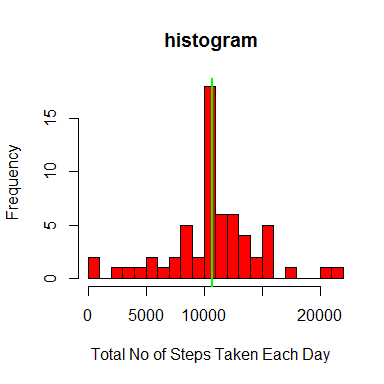 histogram
Frequency
15
10
5
0
0 5000 10000 20000
Total No of Steps Taken Each Day